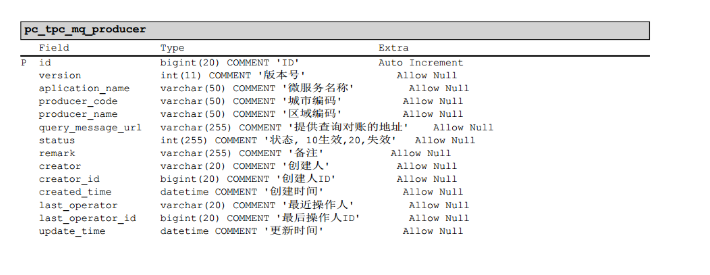 pc_tpc_mq_producer
Field Type Extra
P id bigint(20) COMMENT 'ID' Auto Increment
version int(11) COMMENT '版本号' Allow Null
aplication_name varchar(50) COMMENT '微服务名称' Allow Null
producer_code varchar(50) COMMENT '城市编码' Allow Null
producer_name varchar(50) COMMENT '区域编码' Allow Null
query_message_url varchar(255) COMMENT '提供查询对账的地址' Allow Null
status int(255) COMMENT '状态, 10生效,20,失效' Allow Null
remark varchar(255) COMMENT '备注' Allow Null
creator varchar(20) COMMENT '创建人' Allow Null
creator_id bigint(20) COMMENT '创建人ID' Allow Null
created_time datetime COMMENT '创建时间' Allow Null
last_operator varchar(20) COMMENT '最近操作人' Allow Null
last_operator_id bigint(20) COMMENT '最后操作人ID' Allow Null
update_time datetime COMMENT '更新时间' Allow Null